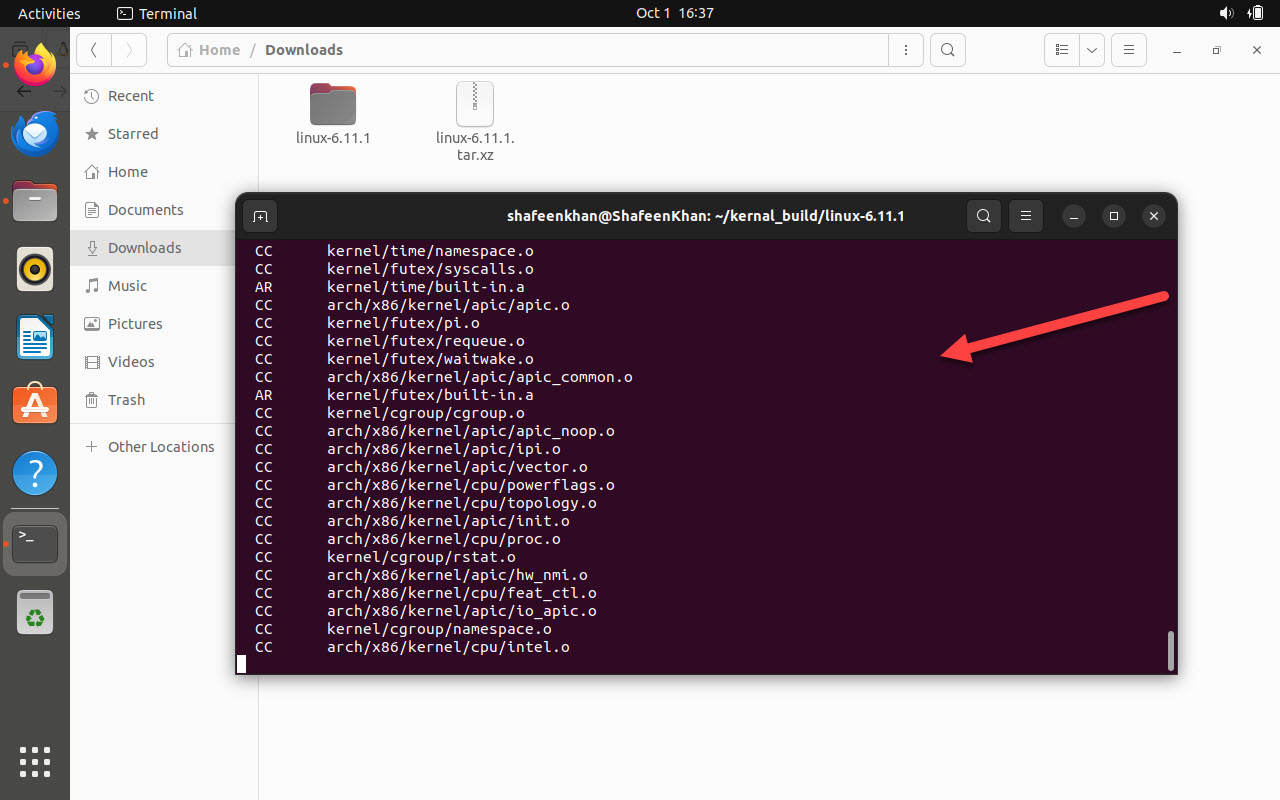 Activities
Terminal
Oct 1 16:37
Home / Downloads
Recent
Starred
Home
Documents
Downloads
Music
Pictures
Videos
Trash
+ Other Locations
linux-6.11.1
linux-6.11.1.
tar.xz
shafeenkhan@ShafeenKhan: ~/kernal_build/linux-6.11.1
CC kernel/time/namespace.o
CC kernel/futex/syscalls.o
AR kernel/time/built-in.a
CC arch/x86/kernel/apic/apic.o
CC kernel/futex/pi.o
CC kernel/futex/requeue.o
CC kernel/futex/waitwake.o
CC arch/x86/kernel/apic/apic_common.o
AR kernel/futex/built-in.a
CC kernel/cgroup/cgroup.o
CC arch/x86/kernel/apic/apic_noop.o
CC arch/x86/kernel/apic/ipi.o
CC arch/x86/kernel/apic/vector.o
CC arch/x86/kernel/cpu/powerflags.o
CC arch/x86/kernel/cpu/topology.o
CC arch/x86/kernel/apic/init.o
CC arch/x86/kernel/cpu/proc.o
CC kernel/cgroup/rstat.o
CC arch/x86/kernel/apic/hw_nmi.o
CC arch/x86/kernel/cpu/feat_ctl.o
CC arch/x86/kernel/apic/io_apic.o
CC kernel/cgroup/namespace.o
CC arch/x86/kernel/cpu/intel.o